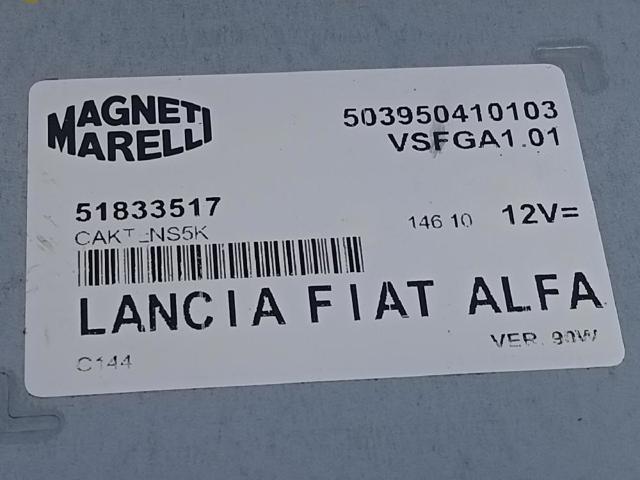 MAGNETI
MARELLI
503950410103
VSFGA1.01
51833517
146 10 12V=
LANCIA FIAT ALFA
C144
VER. 90W